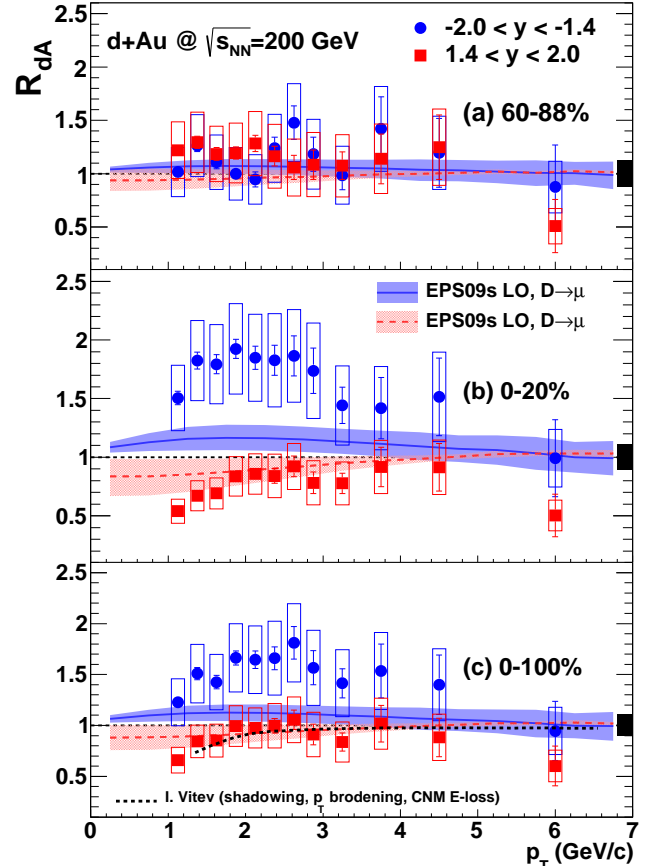 R_dA
d+Au @ √s_NN=200 GeV
-2.0 < y < -1.4
1.4 < y < 2.0
(a) 60-88%
2.5
2
1.5
1
0.5
EPS09s LO, D→μ
EPS09s LO, D→μ
(b) 0-20%
2.5
2
1.5
1
0.5
(c) 0-100%
2.5
2
1.5
1
0.5
I. Vitev (shadowing, p_T brodening, CNM E-loss)
0 1 2 3 4 5 6 7
p_T (GeV/c)